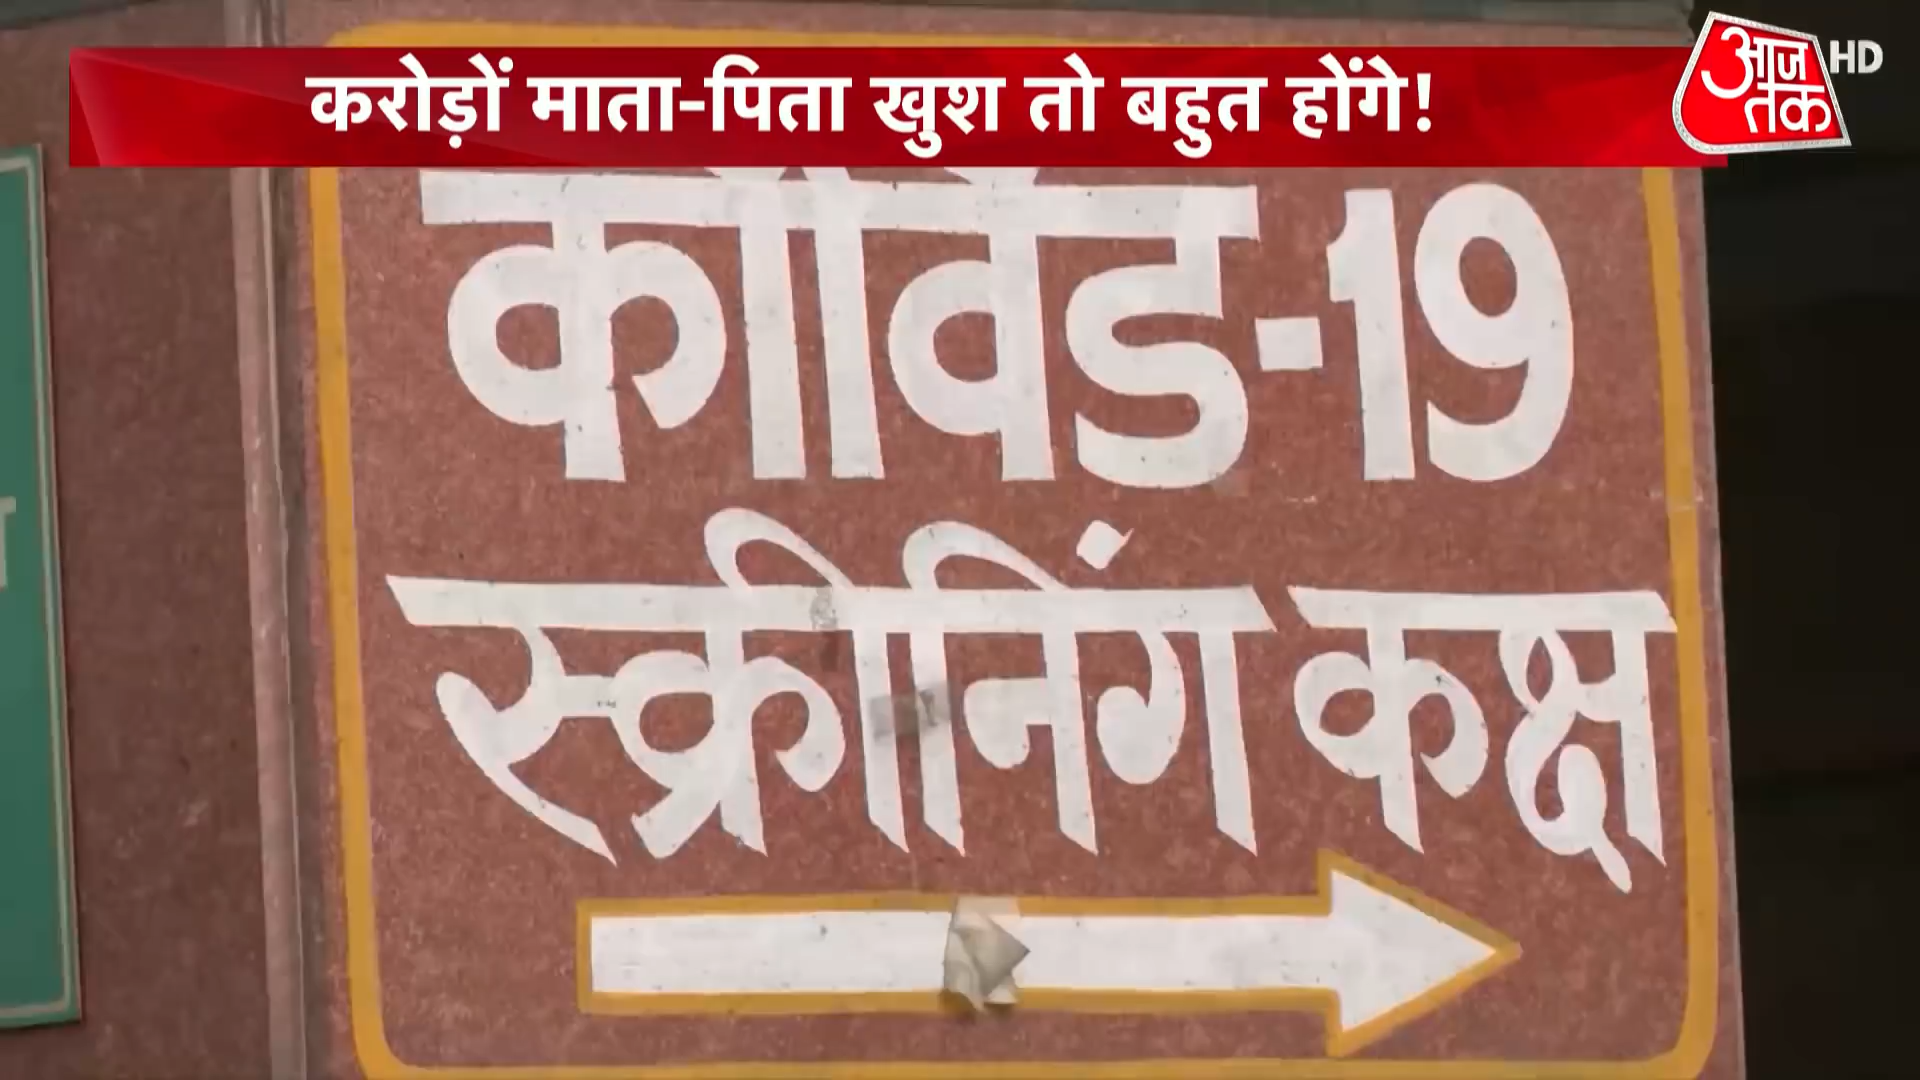 करोड़ों माता-पिता खुश तो बहुत होंगे!
आज तक HD
कोविड-19
स्क्रीनिंग कक्ष